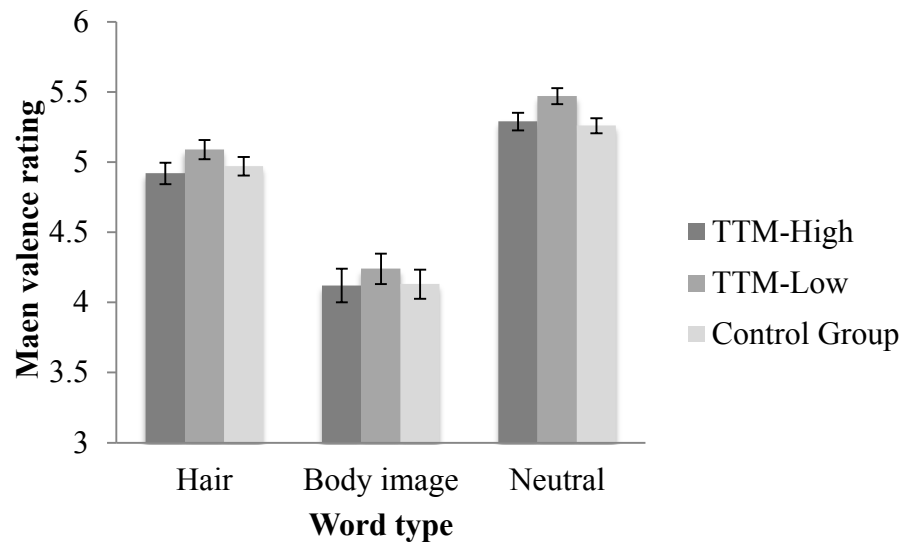 6
5.5
5
4.5
4
3.5
3
Maen valence rating
Hair
Body image
Neutral
Word type
TTM-High
TTM-Low
Control Group